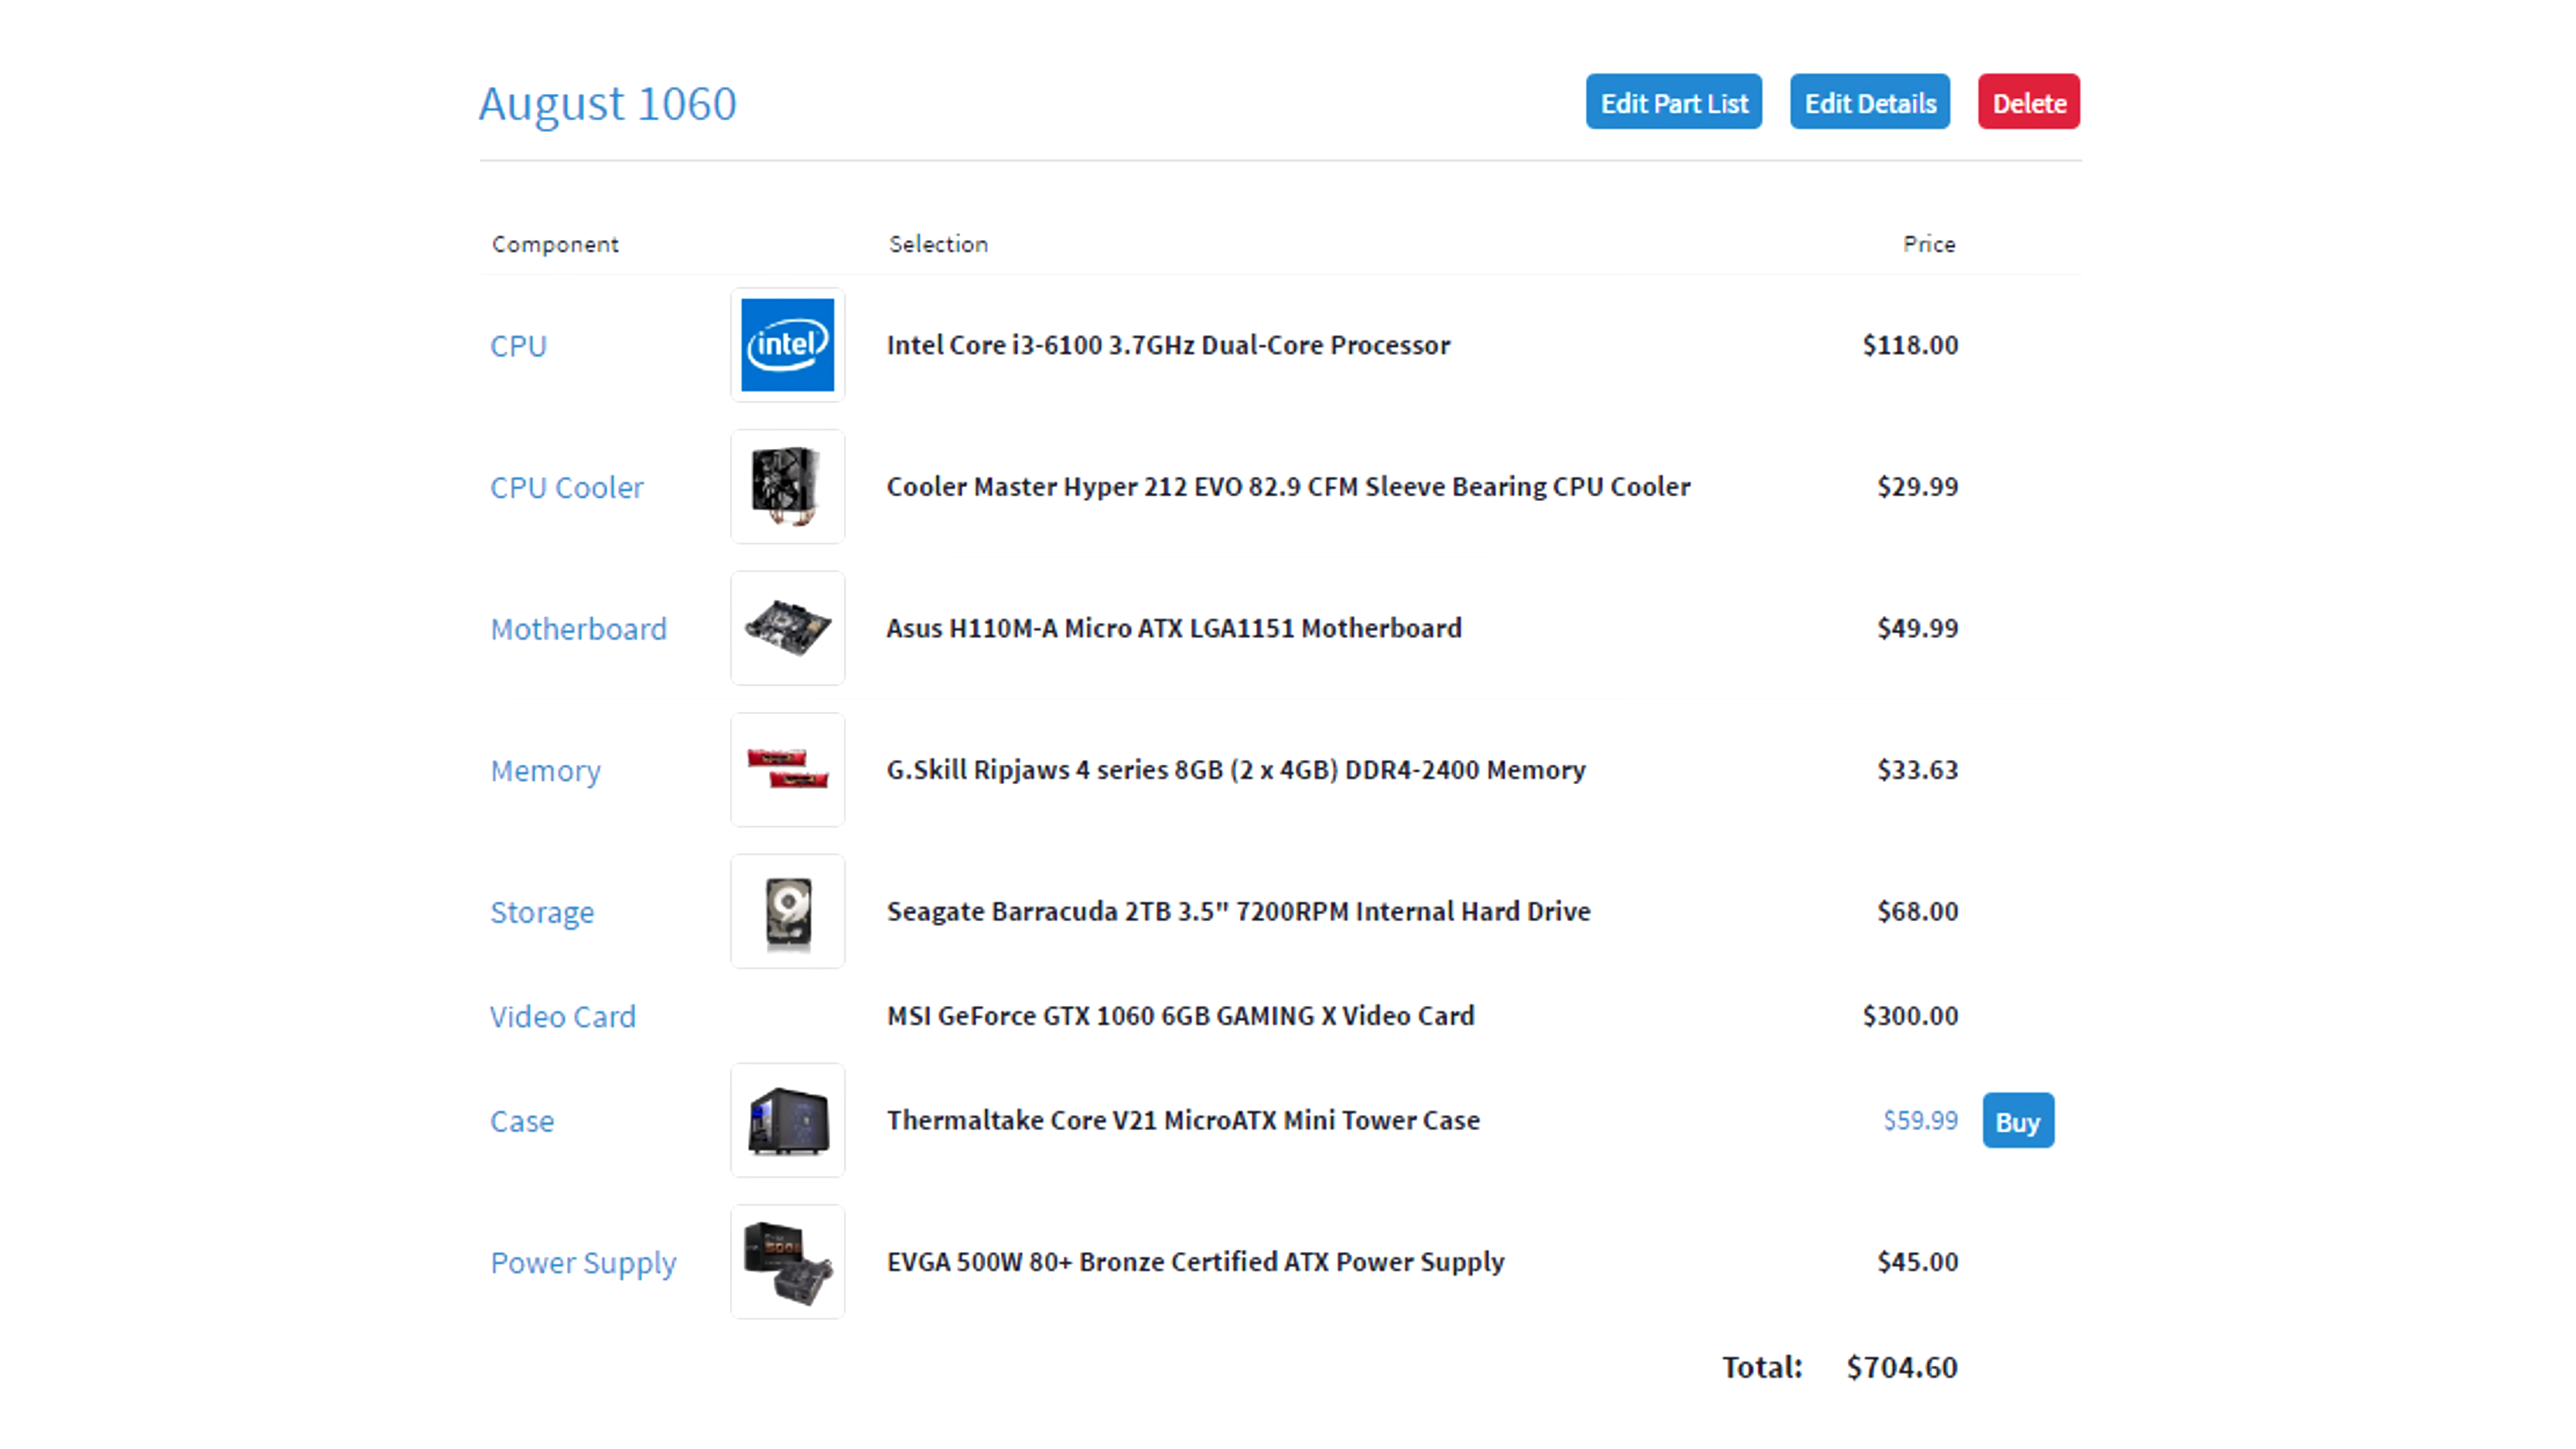 August 1060 Edit Part List Edit Details Delete
Component Selection Price
CPU intel Intel Core i3-6100 3.7GHz Dual-Core Processor $118.00
CPU Cooler Cooler Master Hyper 212 EVO 82.9 CFM Sleeve Bearing CPU Cooler $29.99
Motherboard Asus H110M-A Micro ATX LGA1151 Motherboard $49.99
Memory G.Skill Ripjaws 4 series 8GB (2 x 4GB) DDR4-2400 Memory $33.63
Storage Seagate Barracuda 2TB 3.5" 7200RPM Internal Hard Drive $68.00
Video Card MSI GeForce GTX 1060 6GB GAMING X Video Card $300.00
Case Thermaltake Core V21 MicroATX Mini Tower Case $59.99 Buy
Power Supply EVGA 500W 80+ Bronze Certified ATX Power Supply $45.00
Total: $704.60